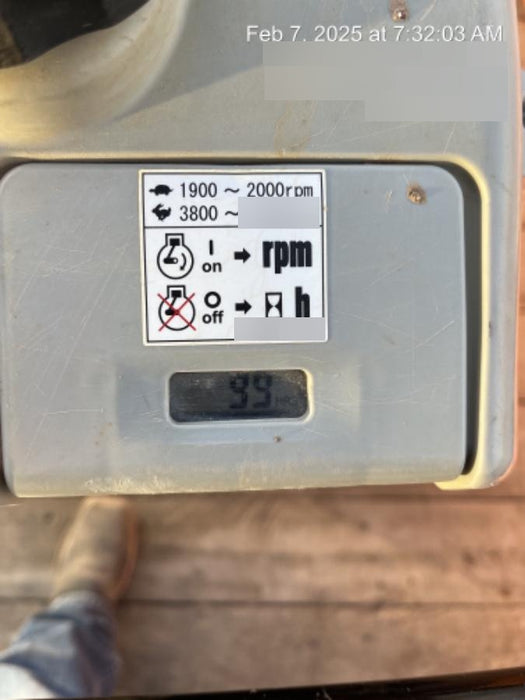 Feb 7, 2025 at 7:32:03 AM
1900 ~ 2000rpm
3800 ~
I
on
rpm
O
off
h
99